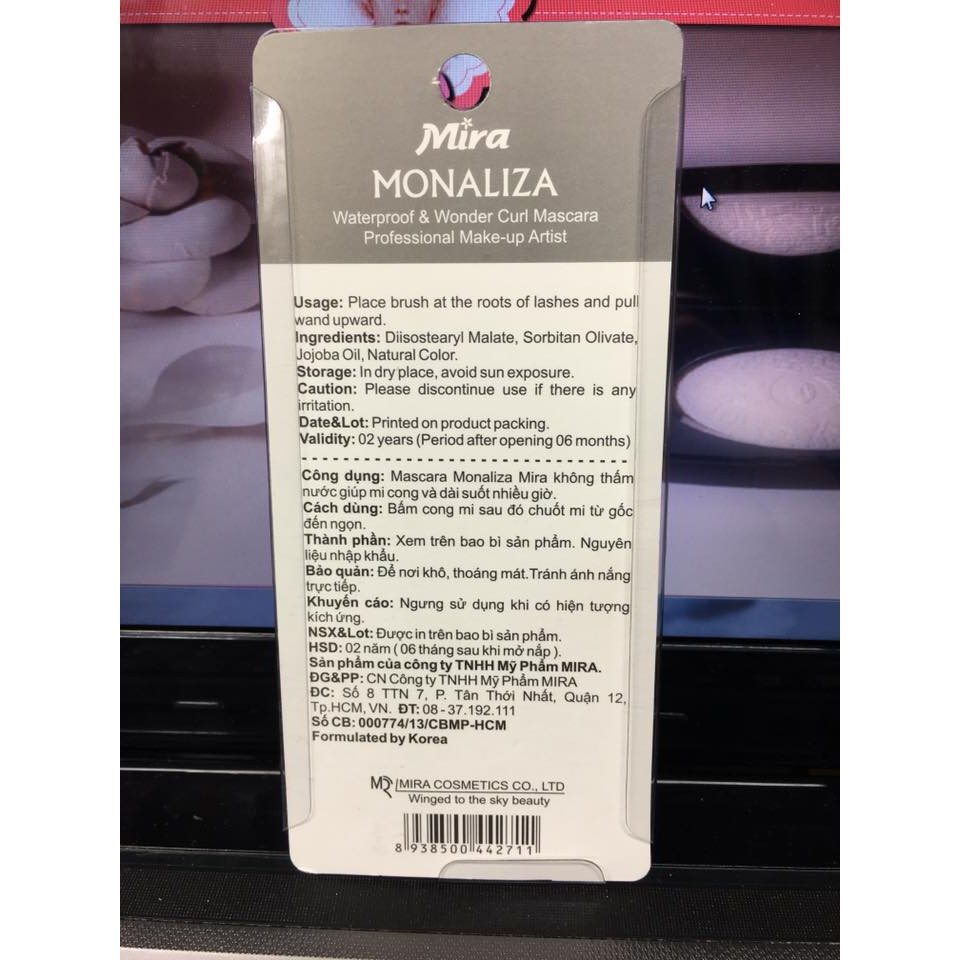 Mira
MONALIZA
Waterproof & Wonder Curl Mascara
Professional Make-up Artist
Usage: Place brush at the roots of lashes and pull
wand upward.
Ingredients: Diisostearyl Malate, Sorbitan Olivate,
Jojoba Oil, Natural Color.
Storage: In dry place, avoid sun exposure.
Caution: Please discontinue use if there is any
irritation.
Date&Lot: Printed on product packing.
Validity: 02 years (Period after opening 06 months)
Công dụng: Mascara Monaliza Mira không thấm
nước giúp mi cong và dài suốt nhiều giờ.
Cách dùng: Bấm cong mi sau đó chuốt mi từ gốc
đến ngọn.
Thành phần: Xem trên bao bì sản phẩm. Nguyên
liệu nhập khẩu.
Bảo quản: Để nơi khô, thoáng mát.Tránh ánh nắng
trực tiếp.
Khuyến cáo: Ngưng sử dụng khi có hiện tượng
kích ứng.
NSX&Lot: Được in trên bao bì sản phẩm.
HSD: 02 năm ( 06 tháng sau khi mở nắp ).
Sản phẩm của công ty TNHH Mỹ Phẩm MIRA.
ĐG&PP: CN Công ty TNHH Mỹ Phẩm MIRA
ĐC: Số 8 TTN 7, P. Tân Thới Nhất, Quận 12,
Tp.HCM, VN. ĐT: 08 - 37.192.111
Số CB: 000774/13/CBMP-HCM
Formulated by Korea
MIRA COSMETICS CO., LTD
Winged to the sky beauty
8 938500 442711